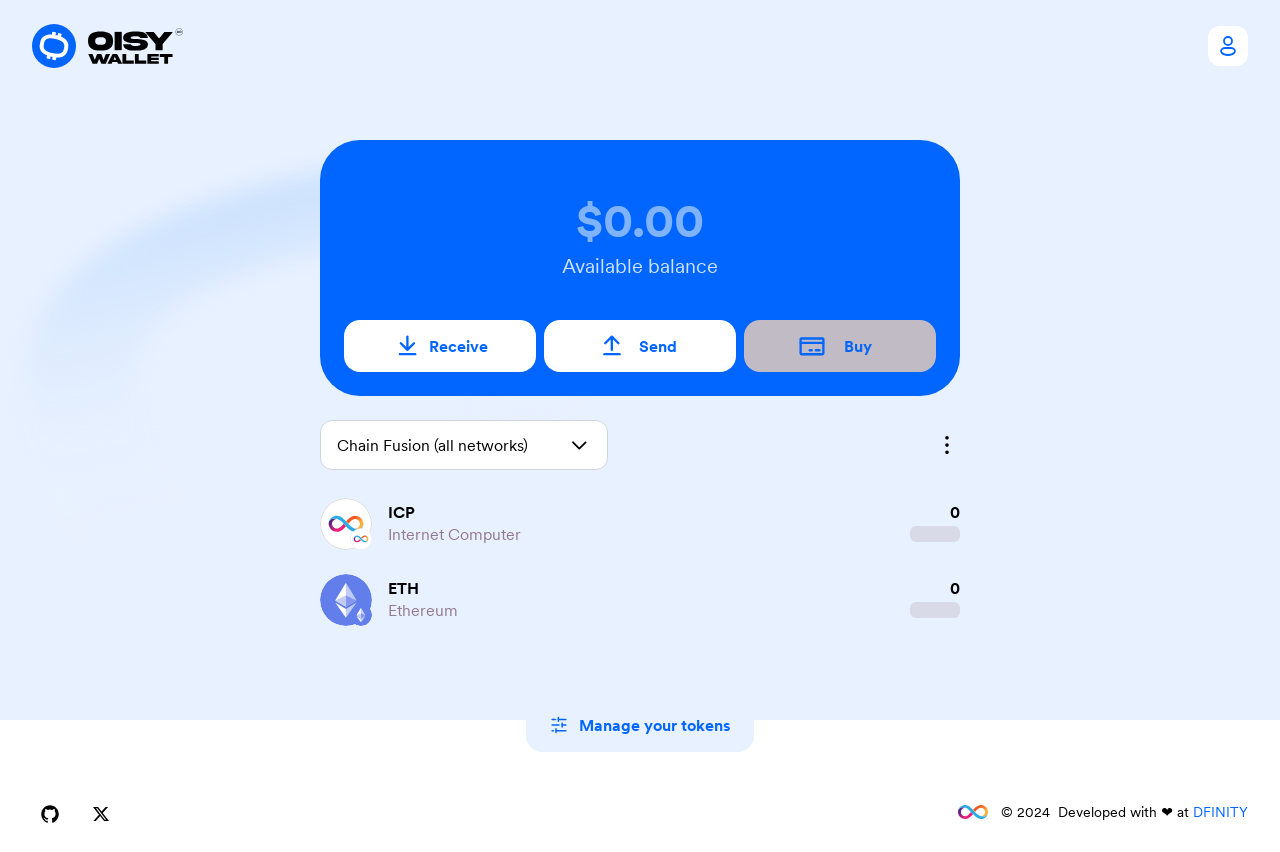 OISY
WALLET
$0.00
Available balance
Receive
Send
Buy
Chain Fusion (all networks)
ICP
0
Internet Computer
ETH
0
Ethereum
Manage your tokens
© 2024 Developed with ❤ at DFINITY